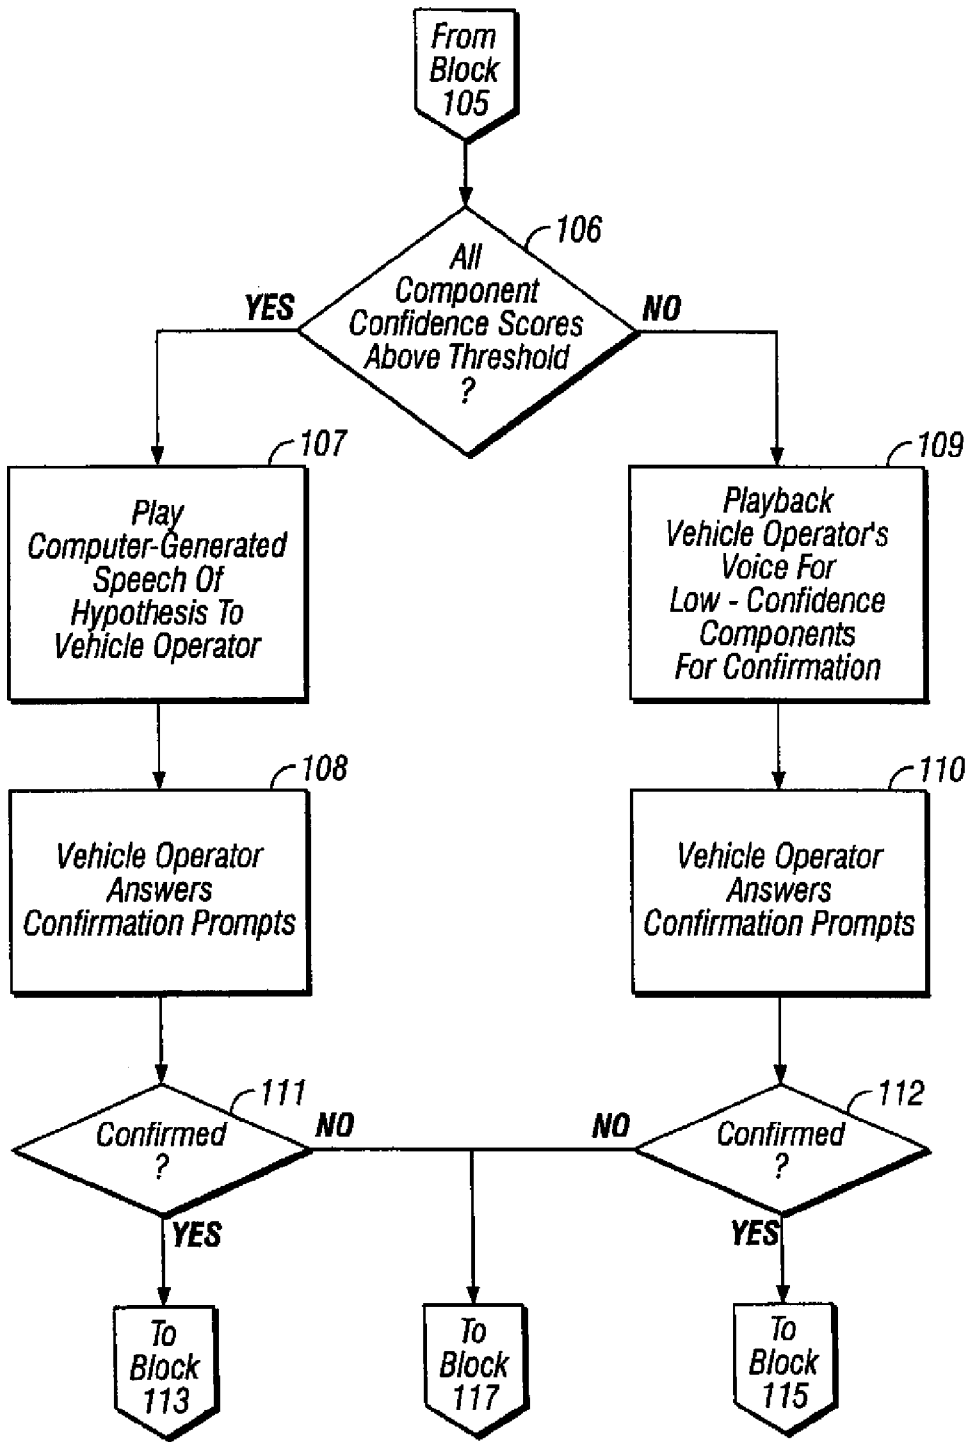 From
Block
105
106
All
Component
Confidence Scores
Above Threshold
?
YES
NO
107
Play
Computer-Generated
Speech Of
Hypothesis To
Vehicle Operator
109
Playback
Vehicle Operator's
Voice For
Low - Confidence
Components
For Confirmation
108
Vehicle Operator
Answers
Confirmation Prompts
110
Vehicle Operator
Answers
Confirmation Prompts
111
Confirmed
?
NO
YES
112
Confirmed
?
NO
YES
To
Block
113
To
Block
117
To
Block
115